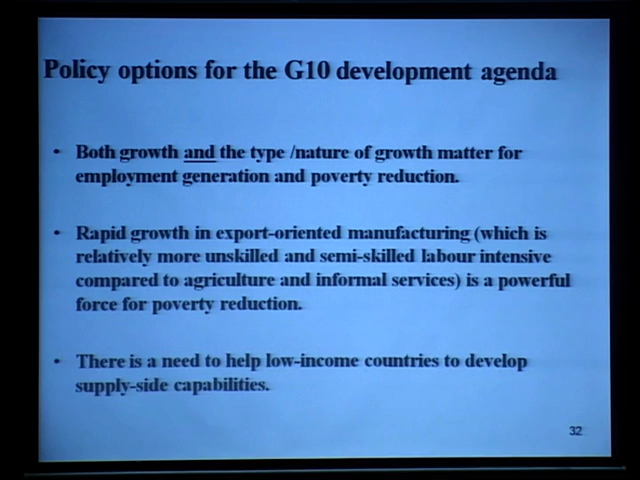 Policy options for the G10 development agenda
• Both growth and the type /nature of growth matter for
employment generation and poverty reduction.
• Rapid growth in export-oriented manufacturing (which is
relatively more unskilled and semi-skilled labour intensive
compared to agriculture and informal services) is a powerful
force for poverty reduction.
• There is a need to help low-income countries to develop
supply-side capabilities.
32